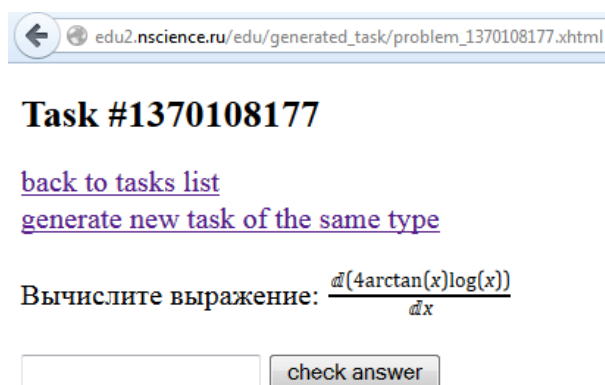 edu2.nscience.ru/edu/generated_task/problem_1370108177.xhtml
Task #1370108177
back to tasks list
generate new task of the same type
Вычислите выражение: ⅆ(4arctan(x)log(x))/ⅆx
check answer